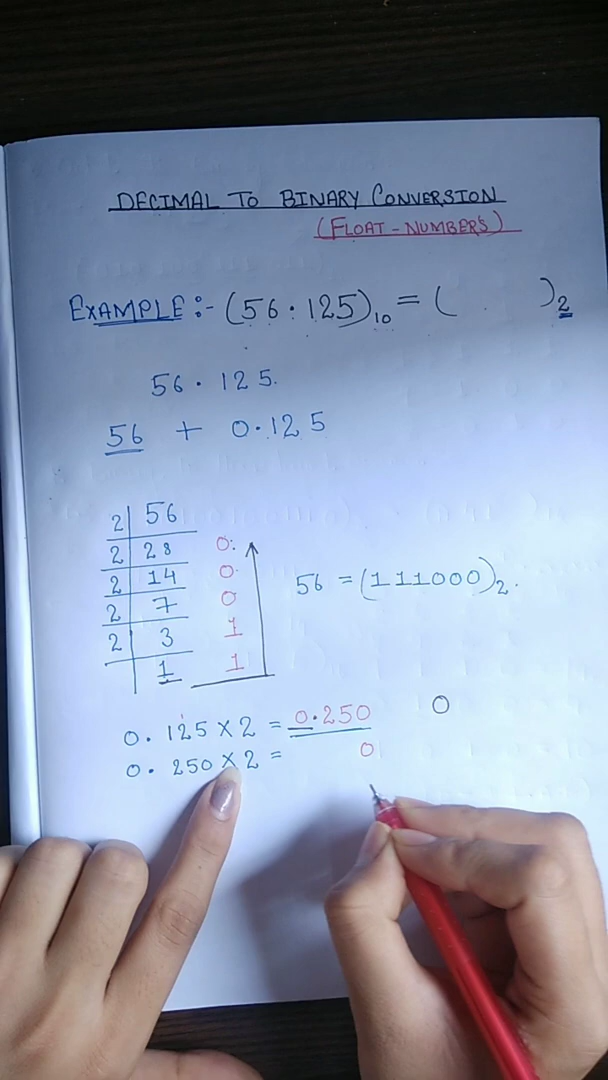 DECIMAL TO BINARY CONVERSION
(FLOAT-NUMBERS)
EXAMPLE:- (56.125)10 = ( )2
56.125.
56 + 0.125
2 56
2 28 0
2 14 0
2 7 0
2 3 1
1 1
56 = (111000)2.
0.125 X 2 = 0.250 0
0.250 X 2 = 0